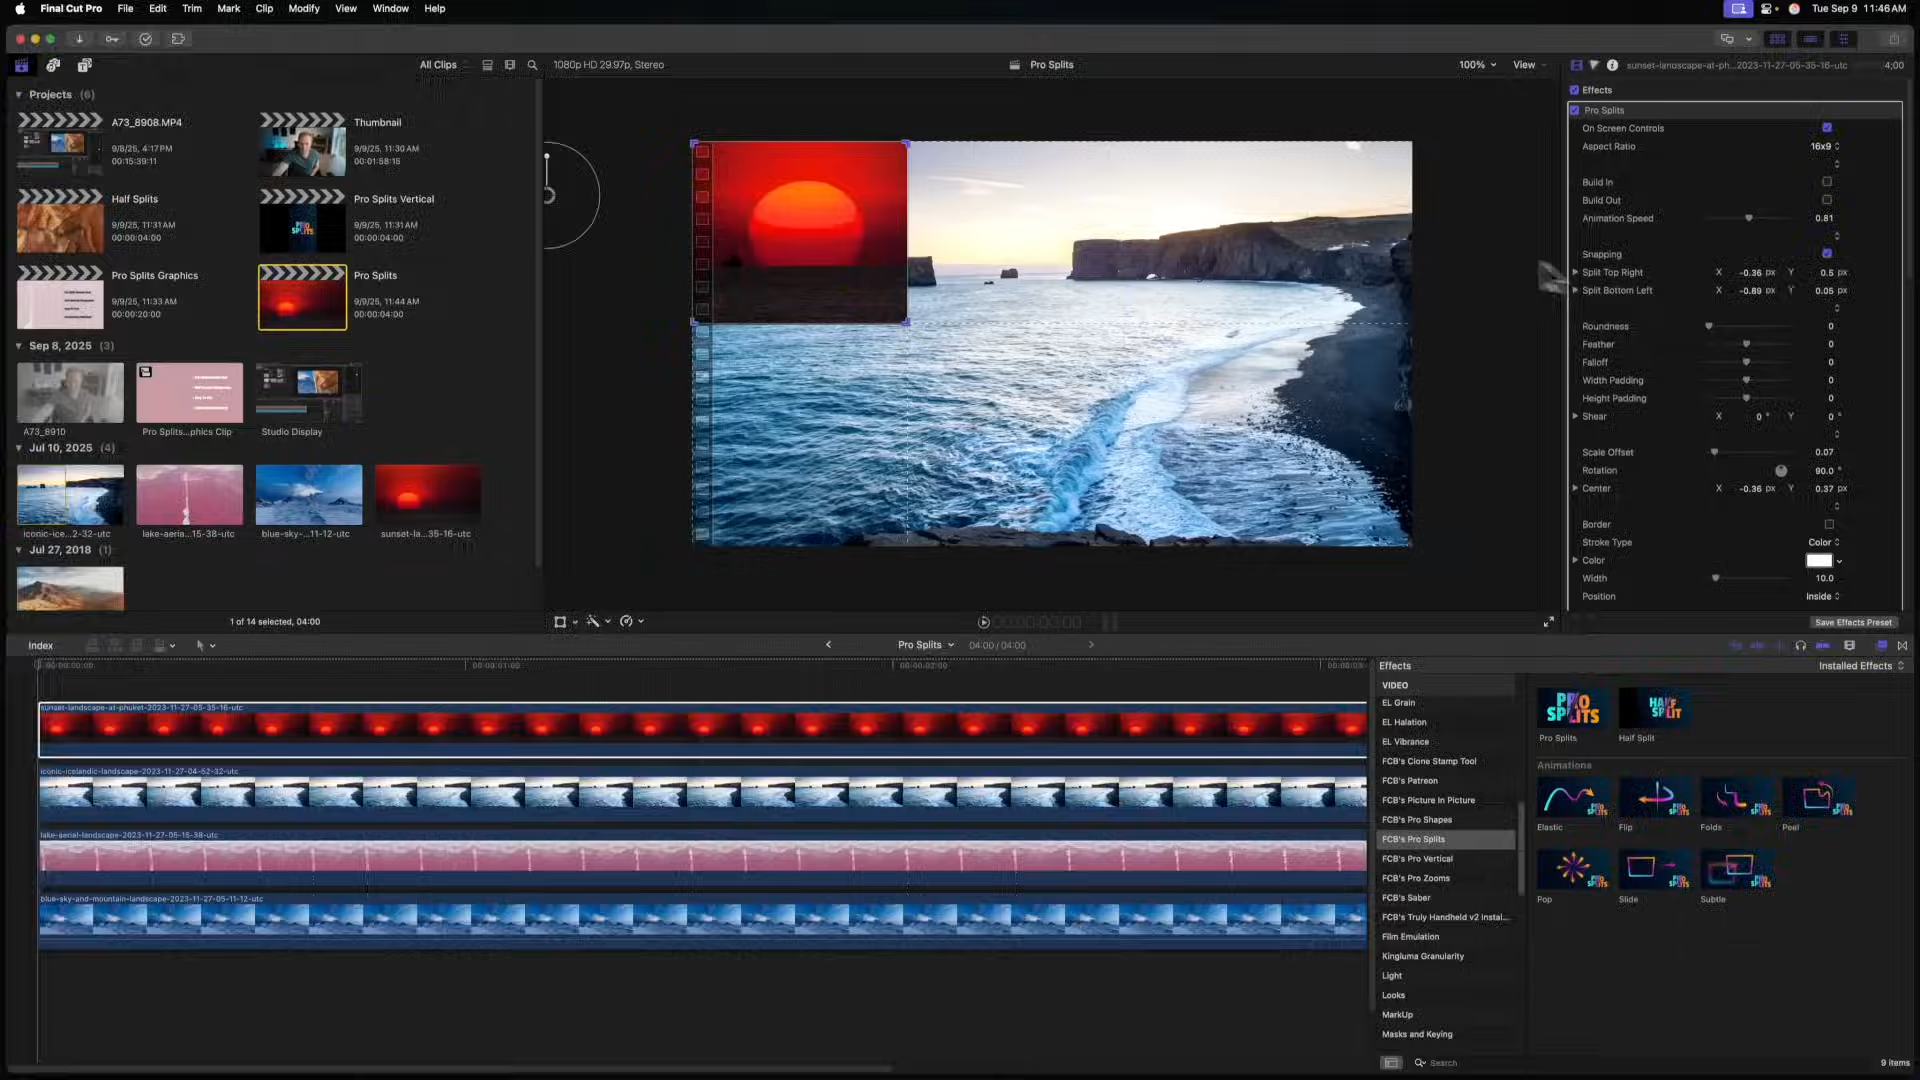 Final Cut Pro File Edit Trim Mark Clip Modify View Window Help
Tue Sep 9 11:46 AM
All Clips
1080p HD 29.97p, Stereo
Pro Splits
100%
View
sunset-landscape-at-ph...2023-11-27-05-35-16-utc
4;00
Projects (6)
A73_8908.MP4
9/8/25, 4:17PM
00:15:39:11
Thumbnail
9/9/25, 11:30 AM
00:01:58:15
Half Splits
9/9/25, 11:31AM
00:00:04:00
Pro Splits Vertical
9/9/25, 11:31 AM
00:00:04:00
Pro Splits Graphics
9/9/25, 11:33 AM
00:00:20:00
Pro Splits
9/9/25, 11:44 AM
00:00:04:00
Sep 8, 2025 (3)
A73_8910
Pro Splits...phics Clip
Studio Display
Jul 10, 2025 (4)
iconic-ice...2-32-utc
lake-aeria...15-38-utc
blue-sky-...11-12-utc
sunset-la...35-16-utc
Jul 27, 2018 (1)
1 of 14 selected, 04:00
Effects
Pro Splits
On Screen Controls
Aspect Ratio 16x9
Build In
Build Out
Animation Speed 0.81
Snapping
Split Top Right X -0.36 px Y 0.5 px
Split Bottom Left X -0.89 px Y 0.05 px
Roundness 0
Feather 0
Falloff 0
Width Padding 0
Height Padding 0
Shear X 0 ° Y 0 °
Scale Offset 0.07
Rotation 90.0 °
Center X -0.36 px Y 0.37 px
Border
Stroke Type Color
Color
Width 10.0
Position Inside
Save Effects Preset
Index
Pro Splits
04:00 / 04:00
00:00:00:00
00:00:01:00
00:00:02:00
sunset-landscape-at-phuket-2023-11-27-05-35-16-utc
iconic-icelandic-landscape-2023-11-27-04-52-32-utc
lake-aerial-landscape-2023-11-27-05-15-38-utc
blue-sky-and-mountain-landscape-2023-11-27-05-11-12-utc
Effects
Installed Effects
VIDEO
EL Grain
EL Halation
EL Vibrance
FCB's Clone Stamp Tool
FCB's Patreon
FCB's Picture In Picture
FCB's Pro Shapes
FCB's Pro Splits
FCB's Pro Vertical
FCB's Pro Zooms
FCB's Saber
FCB's Truly Handheld v2 instal...
Film Emulation
Kingluma Granularity
Light
Looks
MarkUp
Masks and Keying
PRO SPLITS
HALF SPLIT
Pro Splits
Half Split
Animations
Elastic
Flip
Folds
Peel
Pop
Slide
Subtle
Search
9 items